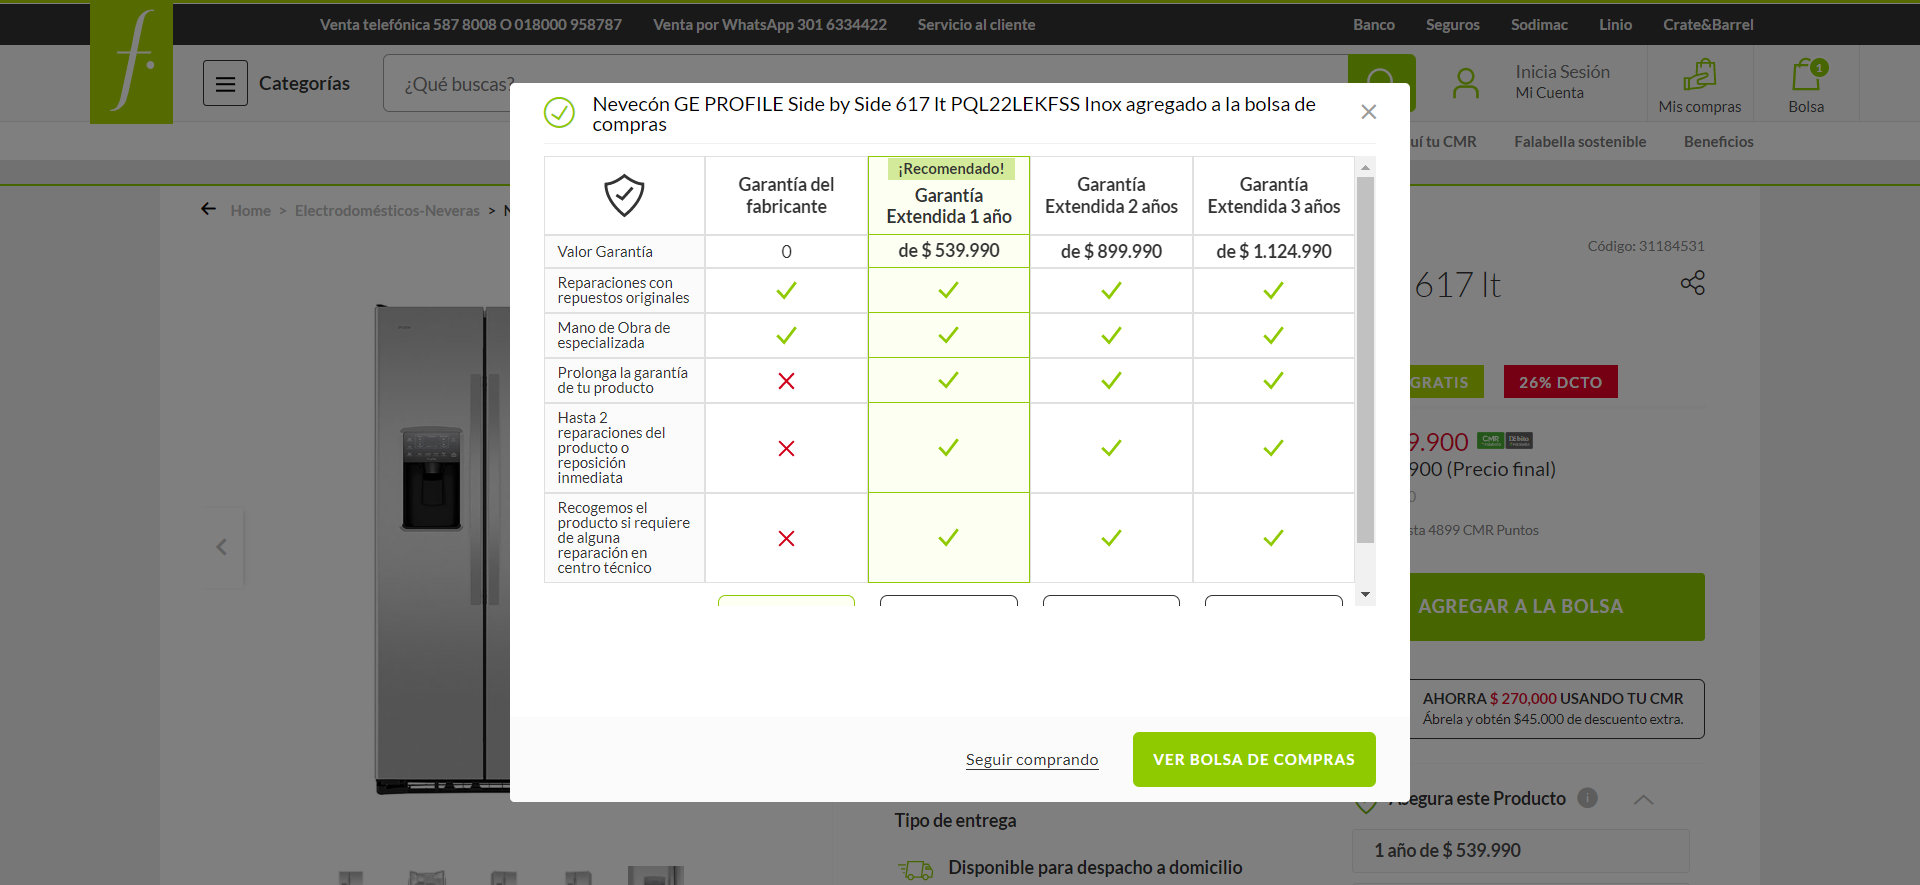 Venta telefónica 587 8008 O 018000 958787 Venta por WhatsApp 301 6334422 Servicio al cliente Banco Seguros Sodimac Linio Crate&Barrel
f.
Categorías ¿Qué buscas? Inicia Sesión
Mi Cuenta
Mis compras
1
Bolsa
uí tu CMR Falabella sostenible Beneficios
Home > Electrodomésticos-Neveras > N
Nevecón GE PROFILE Side by Side 617 lt PQL22LEKFSS Inox agregado a la bolsa de
compras
¡Recomendado!
Garantía del
fabricante
Garantía
Extendida 1 año
Garantía
Extendida 2 años
Garantía
Extendida 3 años
Valor Garantía 0 de $ 539.990 de $ 899.990 de $ 1.124.990
Reparaciones con
repuestos originales
Mano de Obra de
especializada
Prolonga la garantía
de tu producto
Hasta 2
reparaciones del
producto o
reposición
inmediata
Recogemos el
producto si requiere
de alguna
reparación en
centro técnico
Seguir comprando VER BOLSA DE COMPRAS
Código: 31184531
617 lt
GRATIS 26% DCTO
9.900 CMR
900 (Precio final)
0
sta 4899 CMR Puntos
AGREGAR A LA BOLSA
AHORRA $ 270,000 USANDO TU CMR
Ábrela y obtén $45.000 de descuento extra.
Asegura este Producto i
1 año de $ 539.990
Tipo de entrega
Disponible para despacho a domicilio